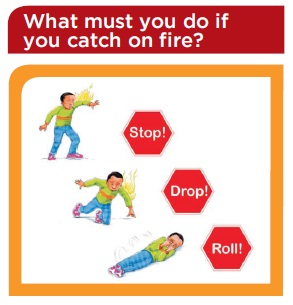 What must you do if
you catch on fire?
Stop!
Drop!
Roll!